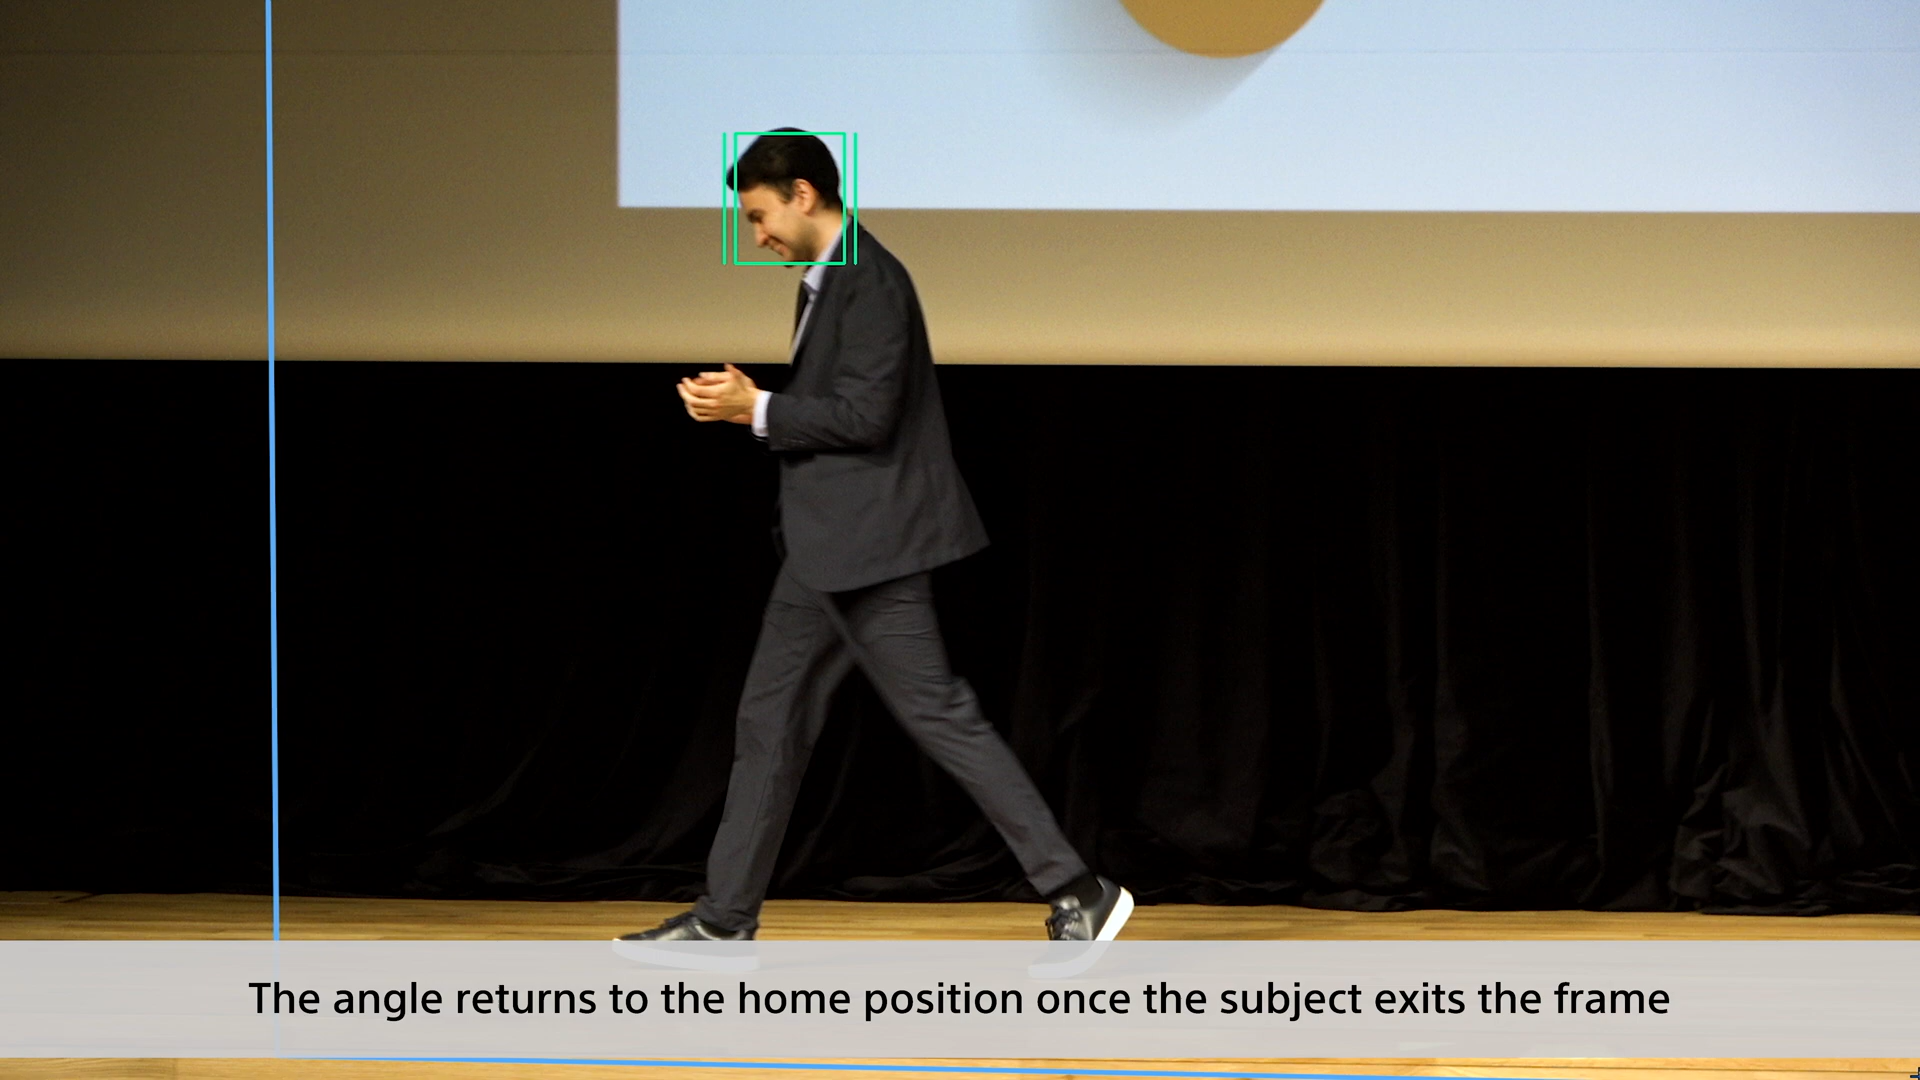 The angle returns to the home position once the subject exits the frame